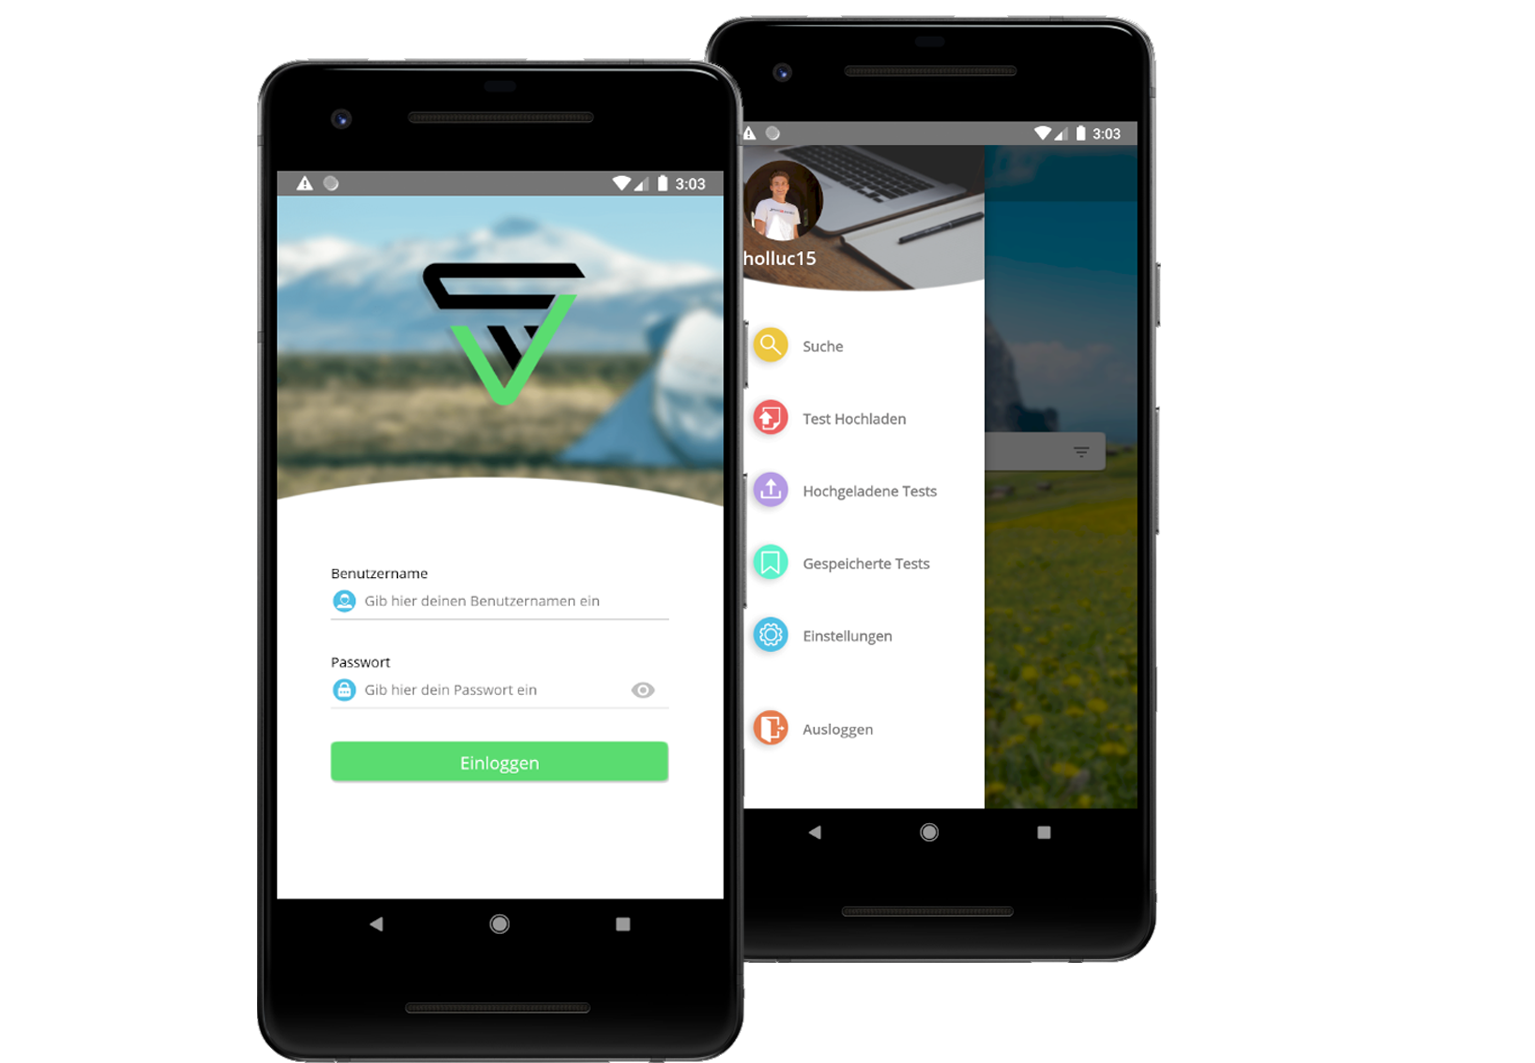 3:03
Benutzername
Gib hier deinen Benutzernamen ein
Passwort
Gib hier dein Passwort ein
Einloggen
3:03
holluc15
Suche
Test Hochladen
Hochgeladene Tests
Gespeicherte Tests
Einstellungen
Ausloggen